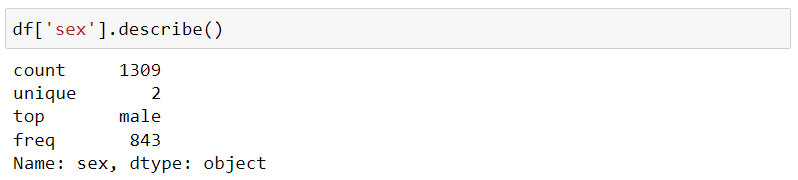 df['sex'].describe()
count     1309
unique       2
top       male
freq       843
Name: sex, dtype: object